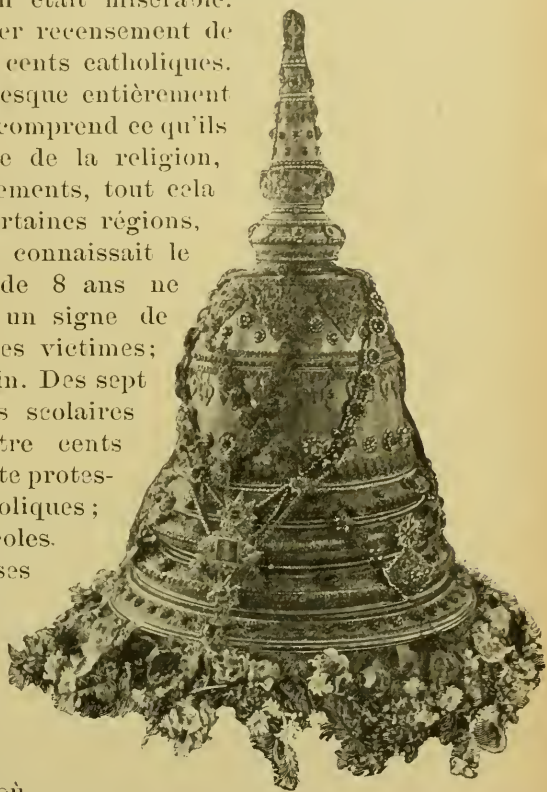 était misérable.
er recensement de
cents catholiques.
esque entièrement
comprend ce qu'ils
e de la religion,
ements, tout cela
rtaines régions,
connaissait le
de 8 ans ne
un signe de
es victimes;
in. Des sept
s scolaires
tre cents
te protes-
oliques;
oles.
ses